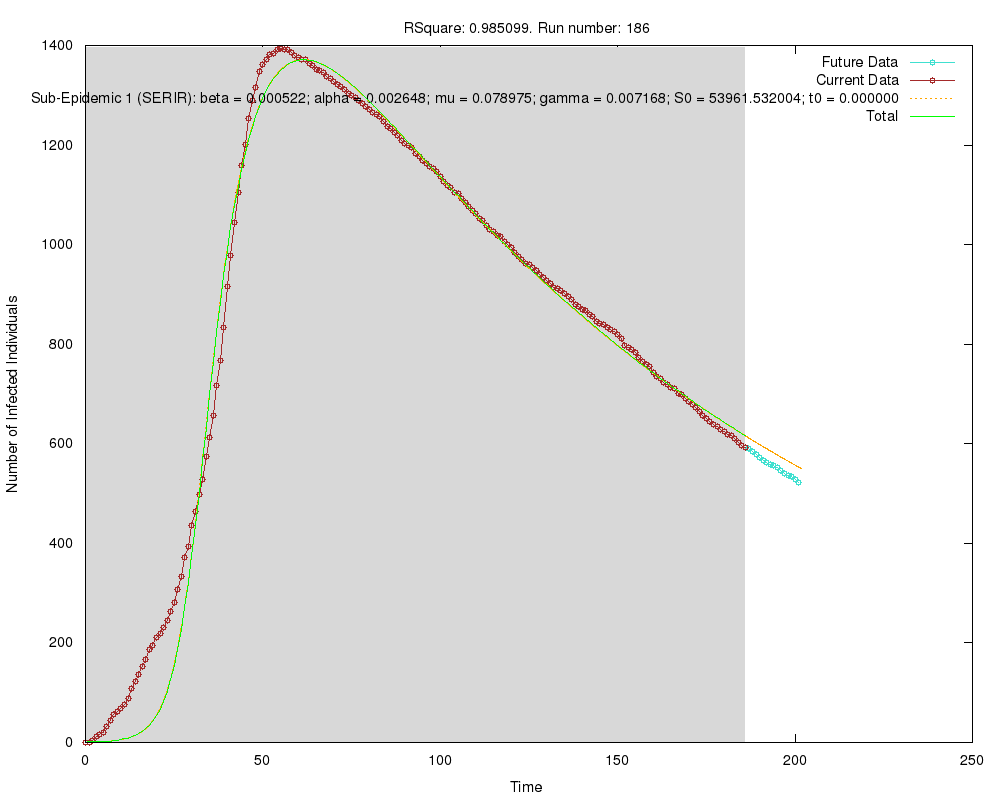 RSquare: 0.985099. Run number: 186
1400
1200
1000
800
600
400
200
0
Number of Infected Individuals
Future Data
Current Data
Sub-Epidemic 1 (SERIR): beta = 0.000522; alpha = 0.002648; mu = 0.078975; gamma = 0.007168; S0 = 53961.532004; t0 = 0.000000
Total
0 50 100 150 200 250
Time